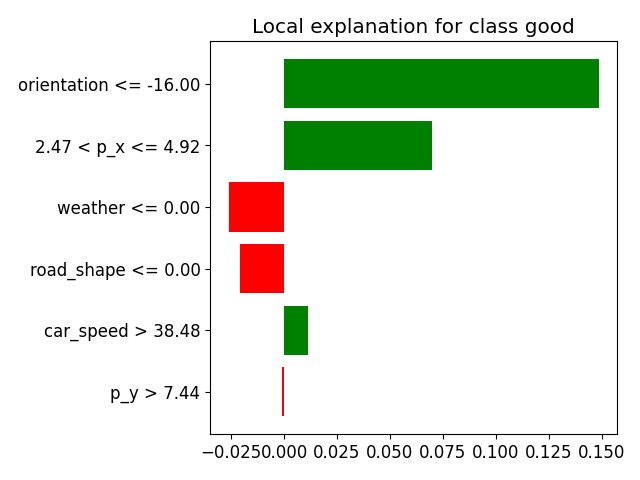 Local explanation for class good
orientation <= -16.00
2.47 < p_x <= 4.92
weather <= 0.00
road_shape <= 0.00
car_speed > 38.48
p_y > 7.44
−0.025 0.000 0.025 0.050 0.075 0.100 0.125 0.150